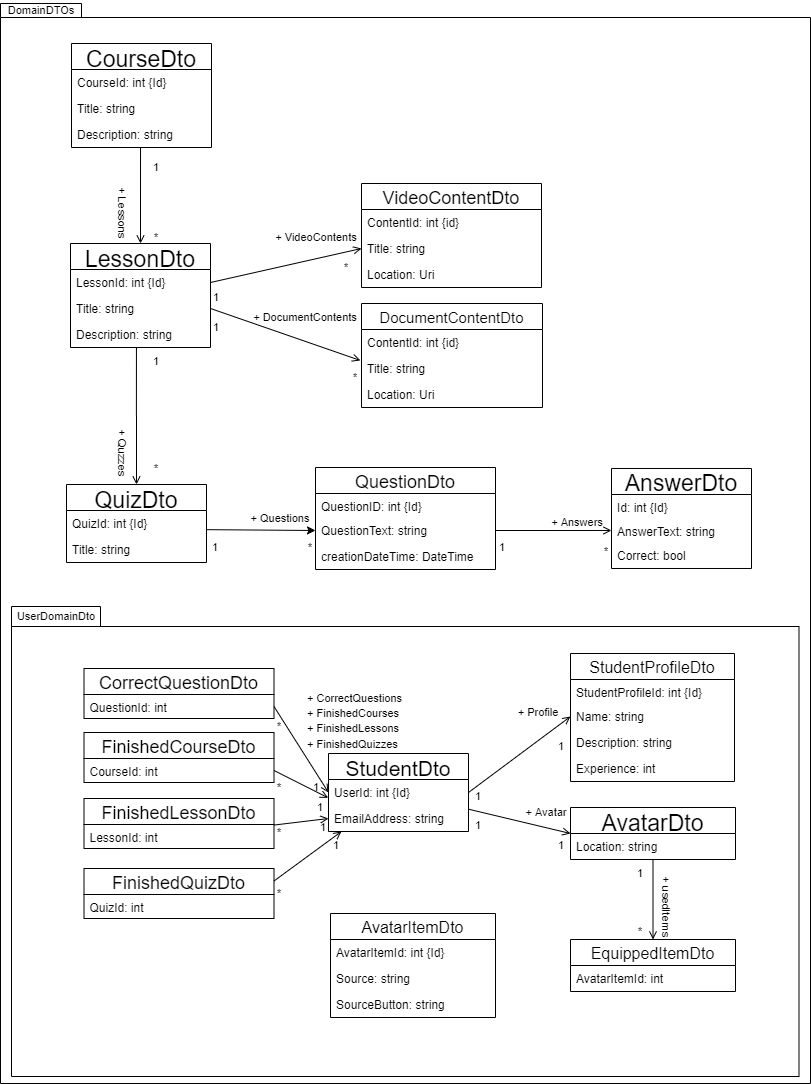 DomainDTOs
CourseDto
CourseId: int {Id}
Title: string
Description: string
1
+ Lessons
*
LessonDto
LessonId: int {Id}
Title: string
Description: string
1
+ VideoContents
*
VideoContentDto
ContentId: int {id}
Title: string
Location: Uri
1
+ DocumentContents
*
DocumentContentDto
ContentId: int {id}
Title: string
Location: Uri
1
+ Quzzes
*
QuizDto
QuizId: int {Id}
Title: string
1
+ Questions
*
QuestionDto
QuestionID: int {Id}
QuestionText: string
creationDateTime: DateTime
1
+ Answers
*
AnswerDto
Id: int {Id}
AnswerText: string
Correct: bool
UserDomainDto
CorrectQuestionDto
QuestionId: int
*
FinishedCourseDto
CourseId: int
*
FinishedLessonDto
LessonId: int
*
FinishedQuizDto
QuizId: int
*
+ CorrectQuestions
+ FinishedCourses
+ FinishedLessons
+ FinishedQuizzes
1
1
1
1
StudentDto
UserId: int {Id}
EmailAddress: string
1
+ Profile
1
StudentProfileDto
StudentProfileId: int {Id}
Name: string
Description: string
Experience: int
1
+ Avatar
1
AvatarDto
Location: string
1
+ usedItems
*
EquippedItemDto
AvatarItemId: int
AvatarItemDto
AvatarItemId: int {Id}
Source: string
SourceButton: string